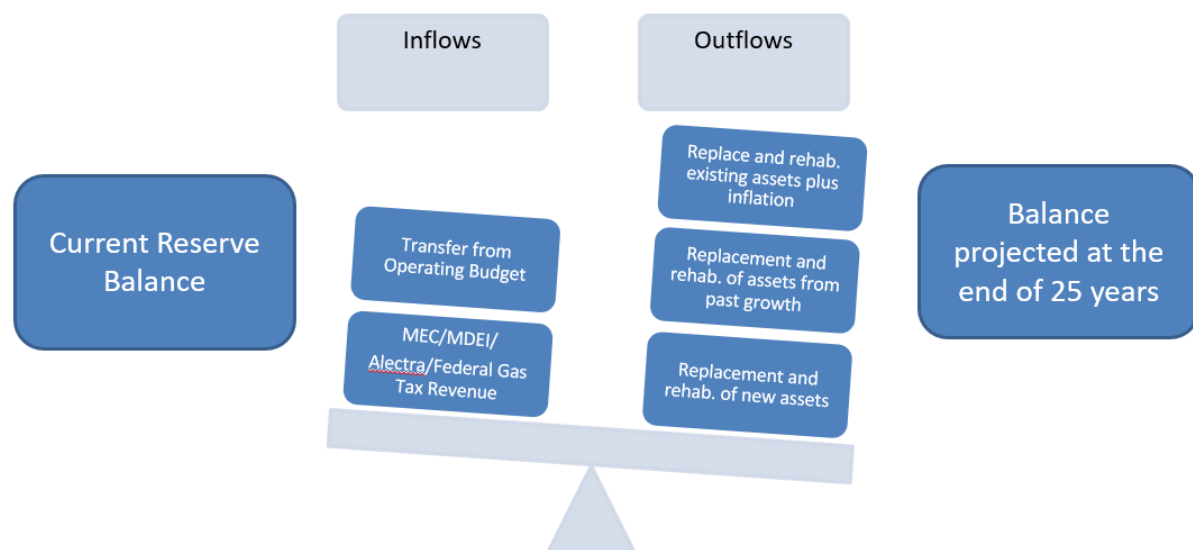 Inflows
Outflows
Current Reserve
Balance
Transfer from
Operating Budget
MEC/MDEI/
Alectra/Federal Gas
Tax Revenue
Replace and rehab.
existing assets plus
inflation
Replacement and
rehab. of assets from
past growth
Replacement and
rehab. of new assets
Balance
projected at the
end of 25 years